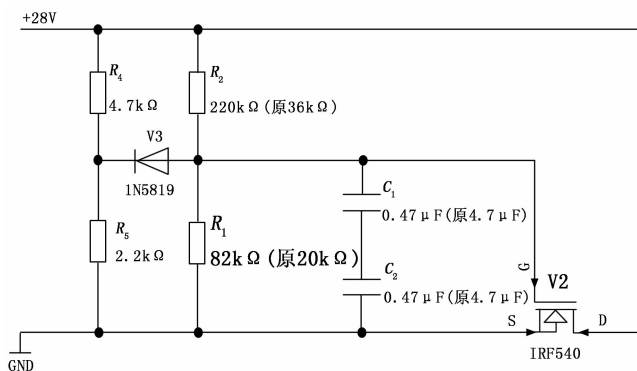 +28V
R4
4.7kΩ
R2
220kΩ(原36kΩ)
V3
1N5819
C1
0.47μF(原4.7μF)
R5
2.2kΩ
R1
82kΩ(原20kΩ)
C2
0.47μF(原4.7μF)
G
V2
S
D
IRF540
GND